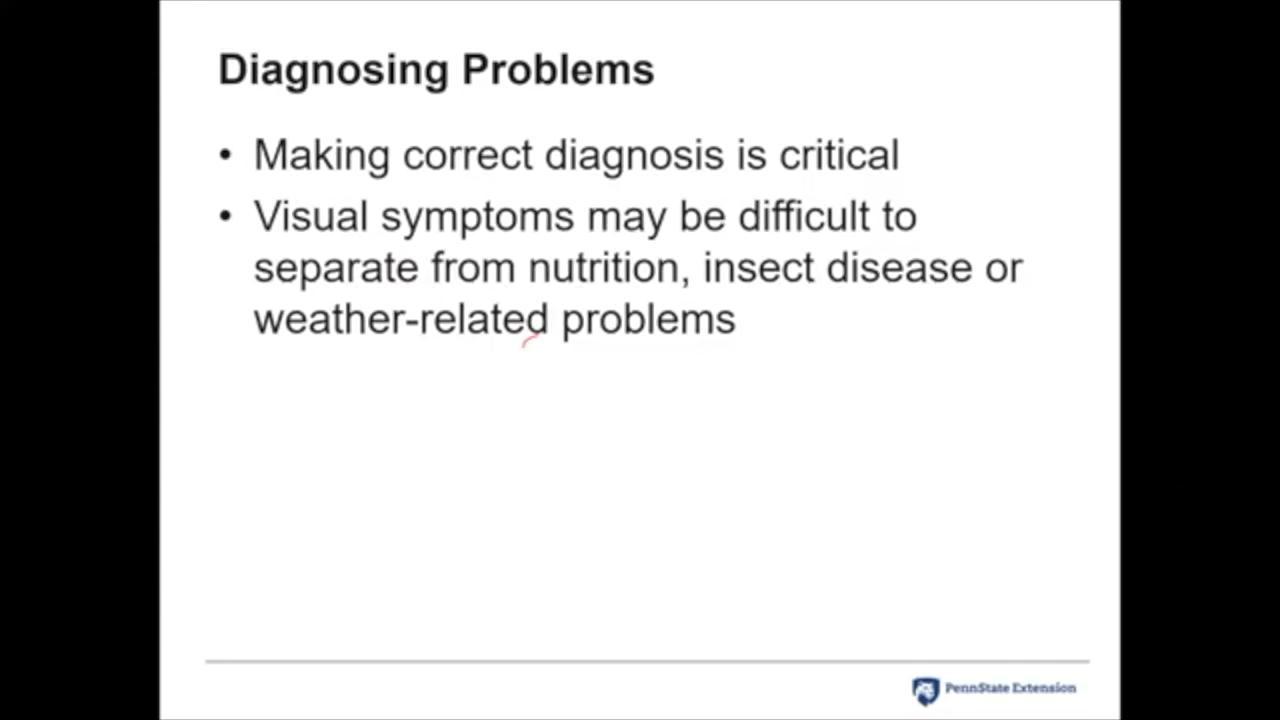 Diagnosing Problems
• Making correct diagnosis is critical
• Visual symptoms may be difficult to
separate from nutrition, insect disease or
weather-related problems
PennState Extension